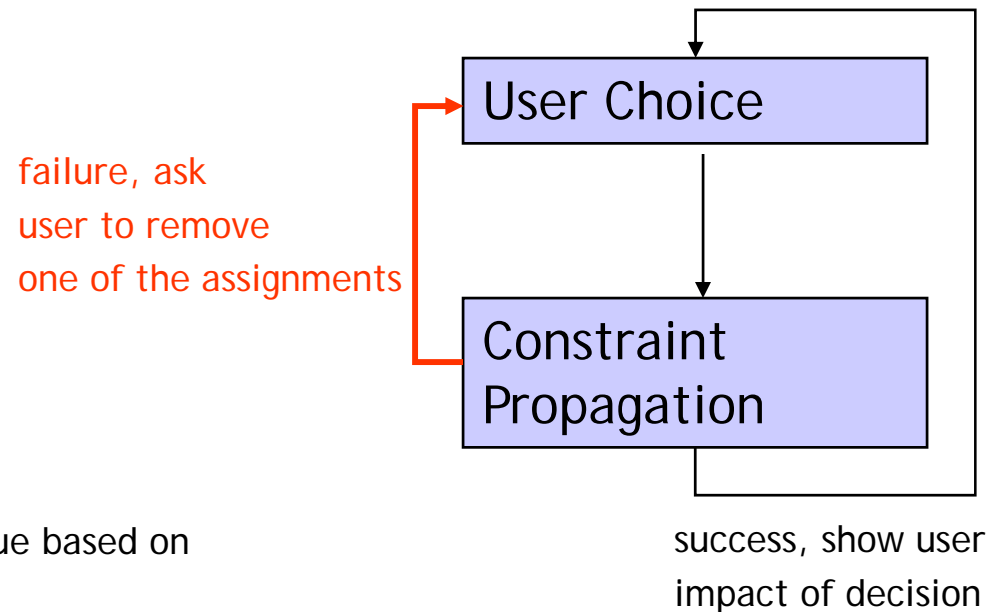 User Choice
failure, ask
user to remove
one of the assignments
Constraint
Propagation
ue based on
success, show user
impact of decision